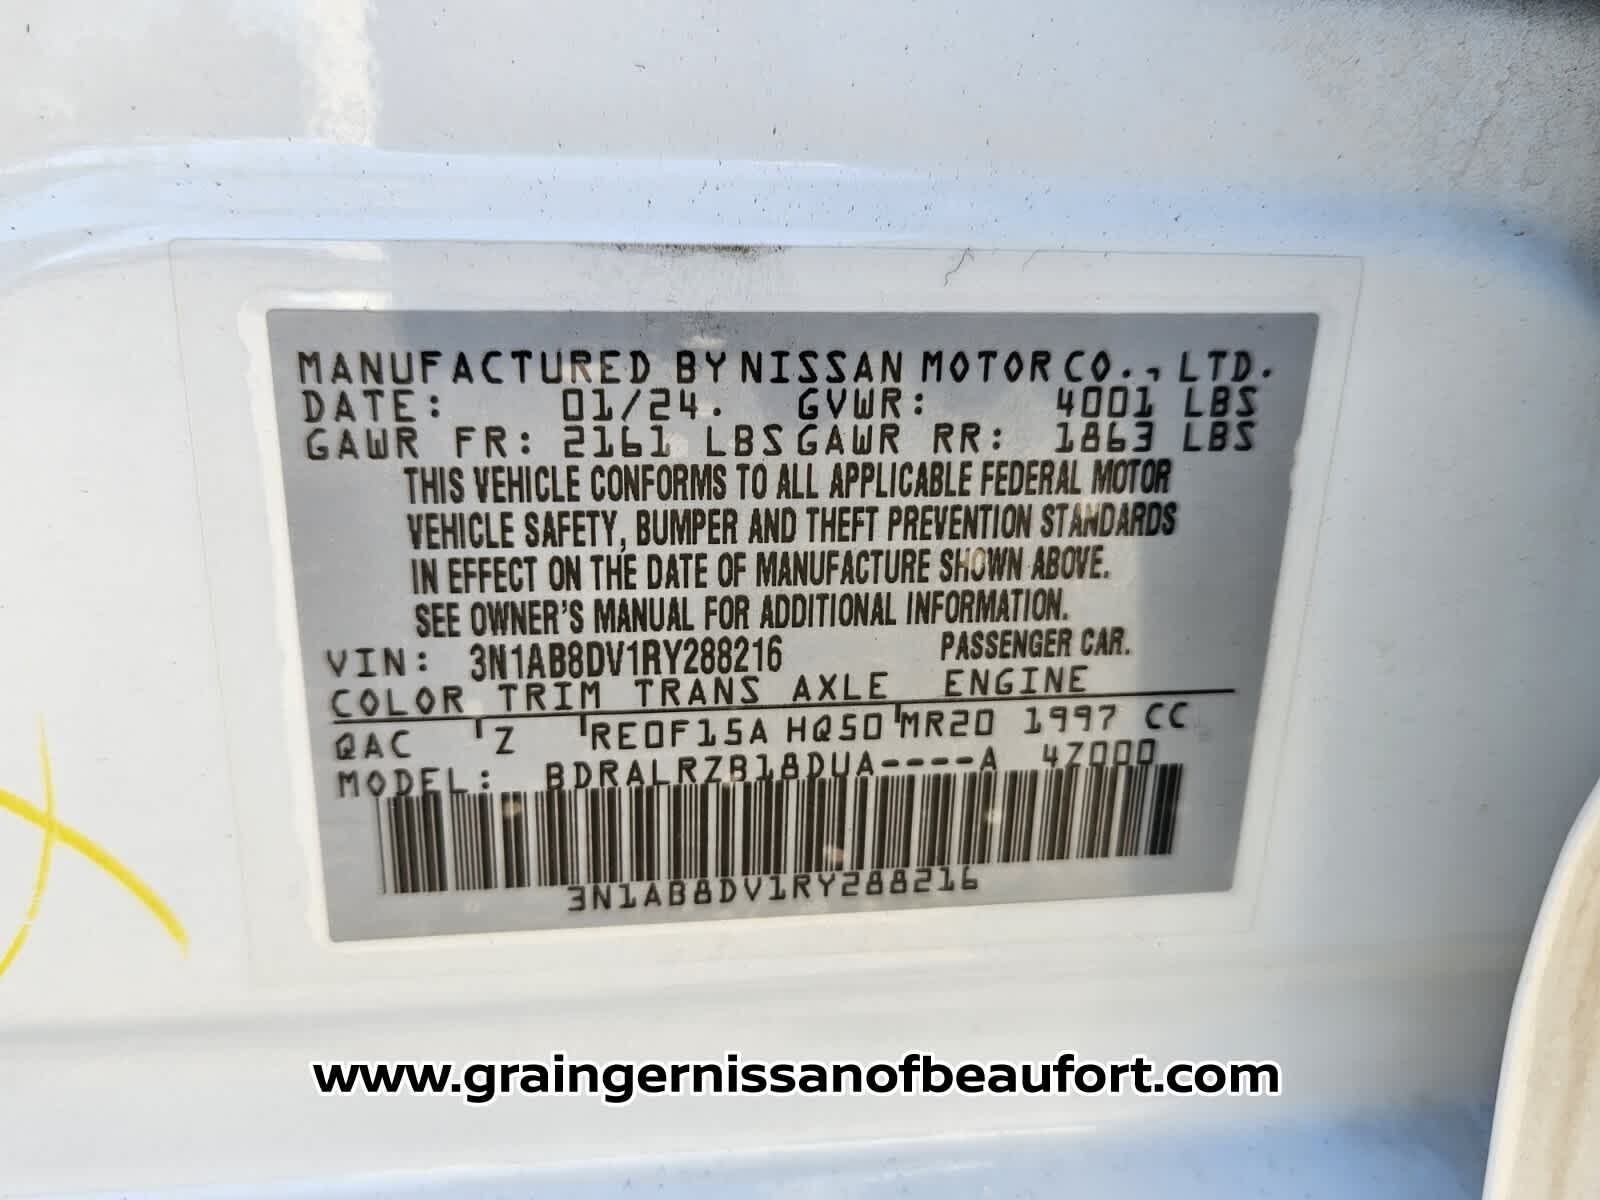 MANUFACTURED BY NISSAN MOTOR CO., LTD.
DATE: 01/24. GVWR: 4001 LBS
GAWR FR: 2161 LBS GAWR RR: 1863 LBS
THIS VEHICLE CONFORMS TO ALL APPLICABLE FEDERAL MOTOR
VEHICLE SAFETY, BUMPER AND THEFT PREVENTION STANDARDS
IN EFFECT ON THE DATE OF MANUFACTURE SHOWN ABOVE.
SEE OWNER'S MANUAL FOR ADDITIONAL INFORMATION.
VIN: 3N1AB8DV1RY288216 PASSENGER CAR.
COLOR TRIM TRANS AXLE ENGINE
QAC Z RE0F15A HQ50 MR20 1997 CC
MODEL: BDRALRZB18DUA----A 4Z000
3N1AB8DV1RY288216
www.graingernissanofbeaufort.com